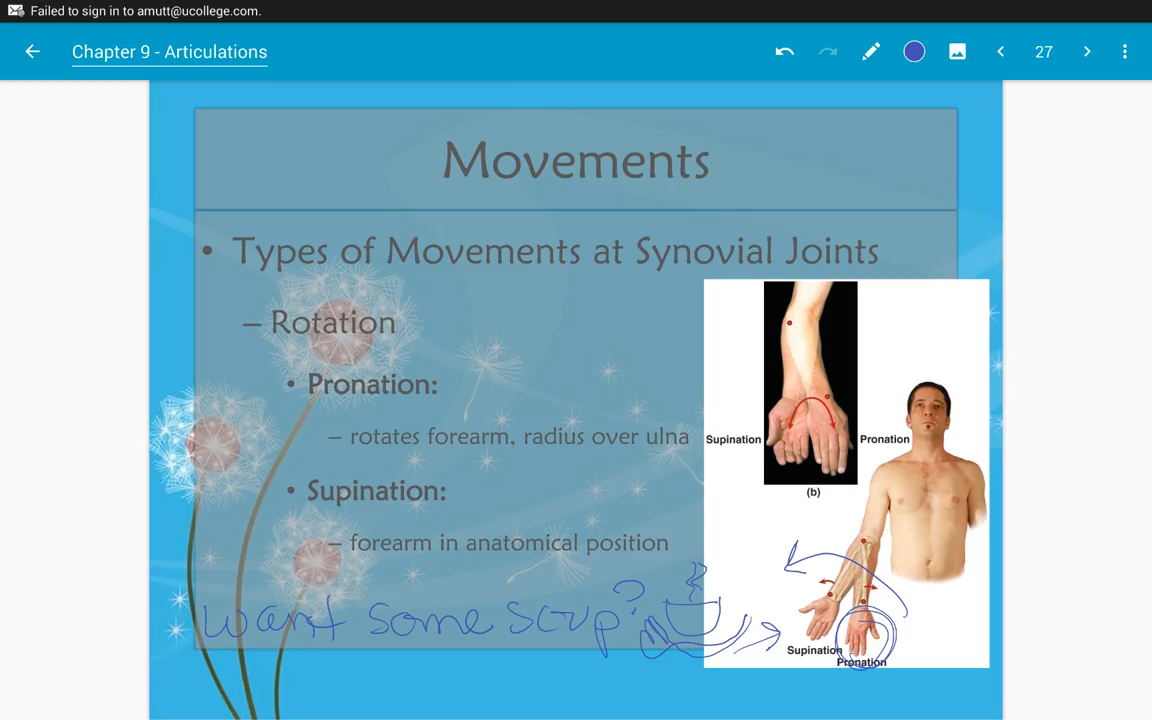 Failed to sign in to amutt@ucollege.com.
Chapter 9 - Articulations
27
Movements
• Types of Movements at Synovial Joints
– Rotation
• Pronation:
– rotates forearm, radius over ulna
• Supination:
– forearm in anatomical position
Supination
Pronation
(b)
Supination
Pronation
want some soup?